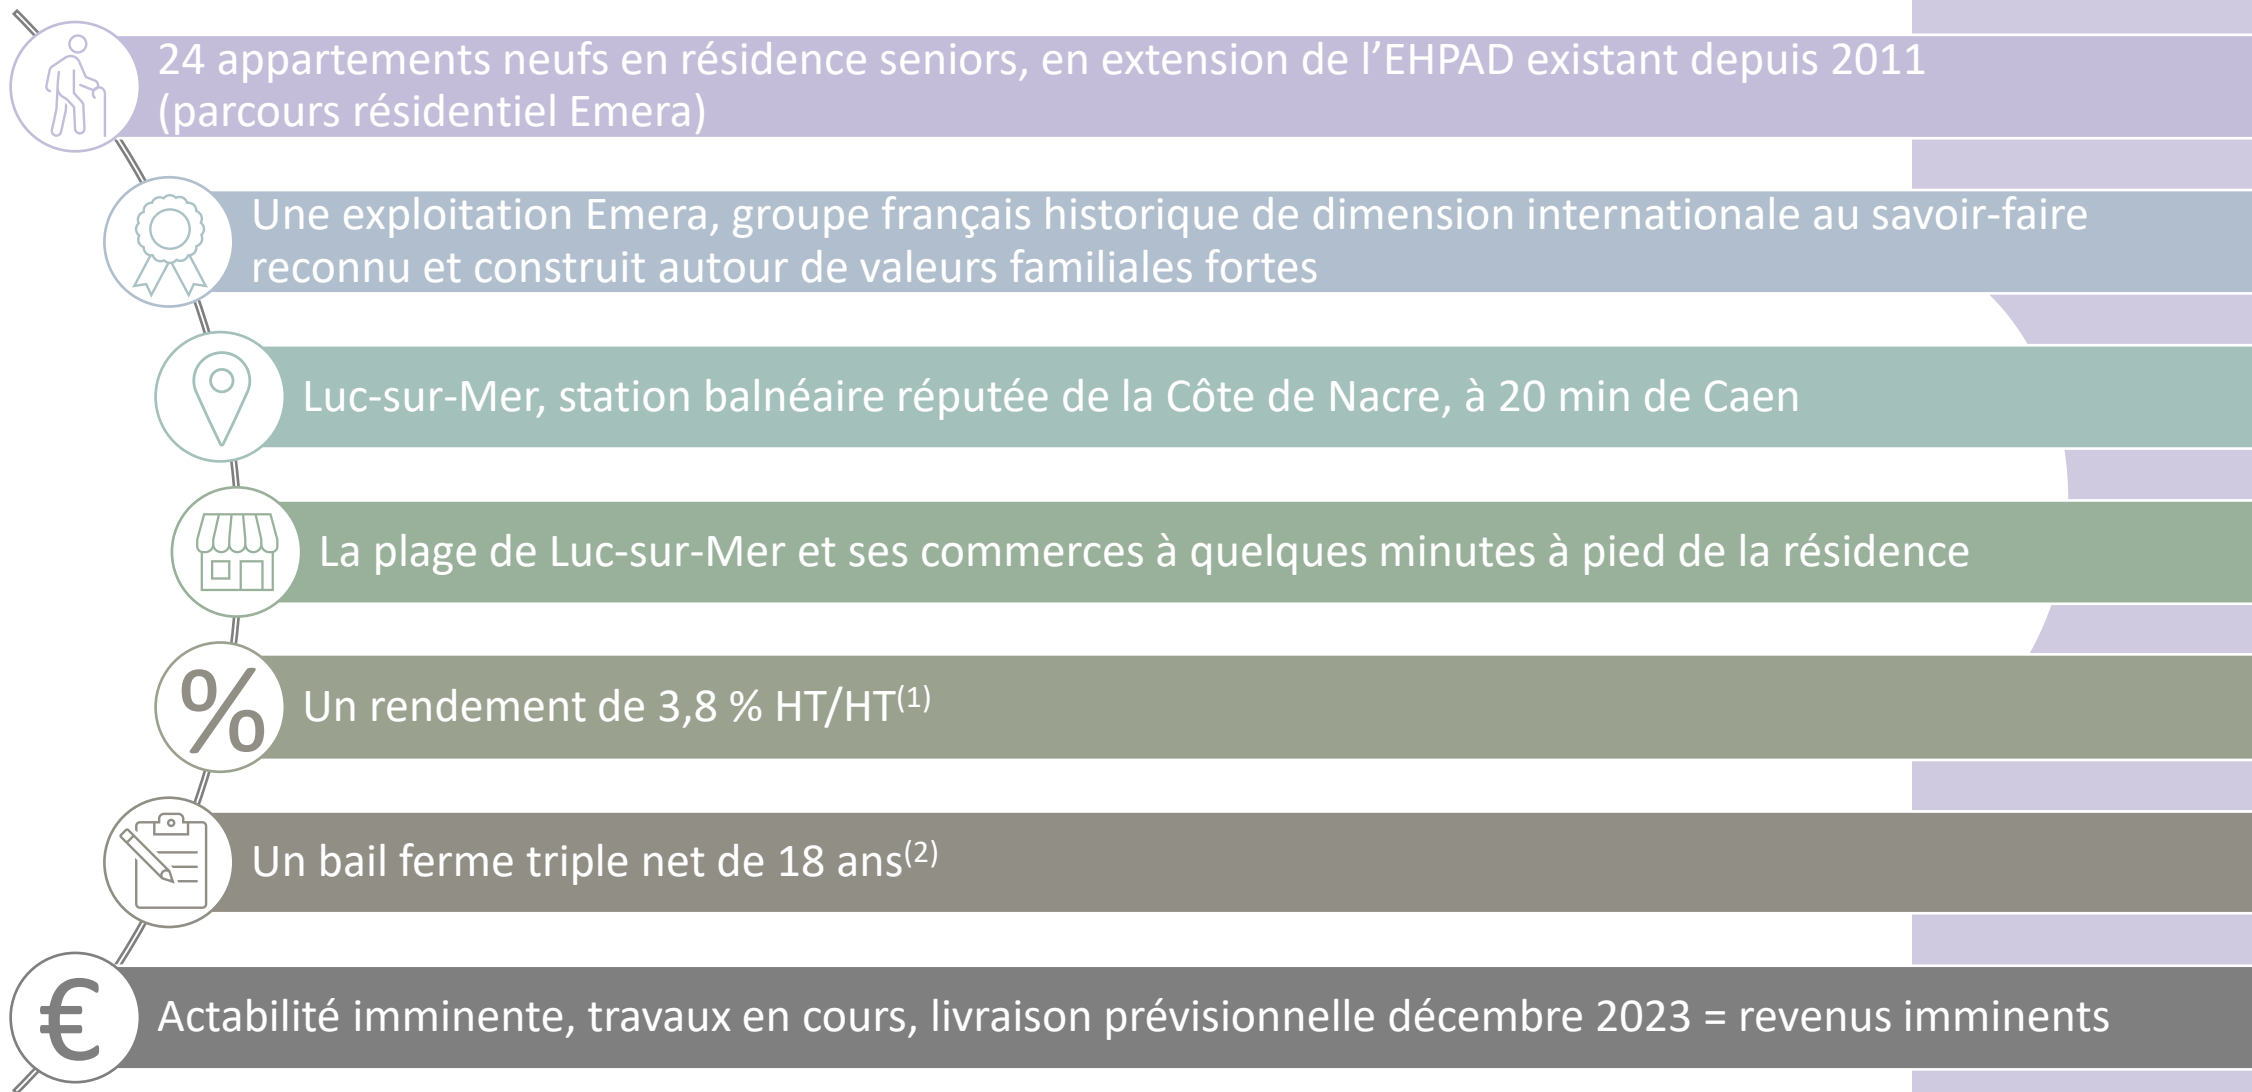 24 appartements neufs en résidence seniors, en extension de l’EHPAD existant depuis 2011
(parcours résidentiel Emera)
Une exploitation Emera, groupe français historique de dimension internationale au savoir-faire
reconnu et construit autour de valeurs familiales fortes
Luc-sur-Mer, station balnéaire réputée de la Côte de Nacre, à 20 min de Caen
La plage de Luc-sur-Mer et ses commerces à quelques minutes à pied de la résidence
%
Un rendement de 3,8 % HT/HT(1)
Un bail ferme triple net de 18 ans(2)
€
Actabilité imminente, travaux en cours, livraison prévisionnelle décembre 2023 = revenus imminents